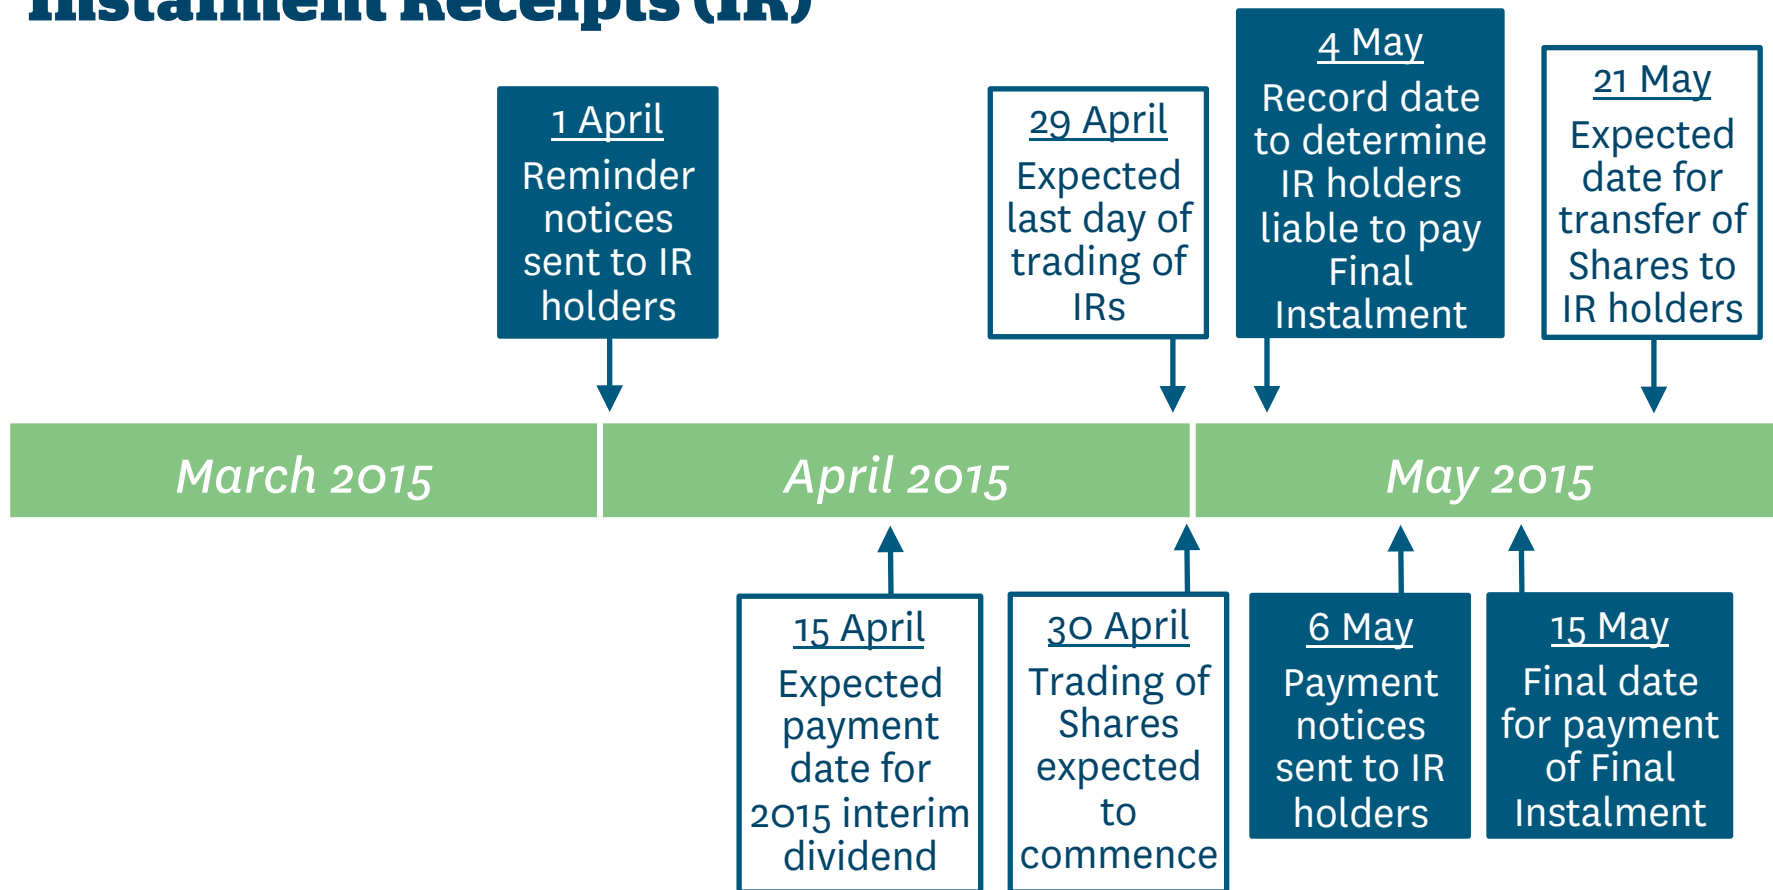 Instalment Receipts (IR)
1 April
Reminder
notices
sent to IR
holders
29 April
Expected
last day of
trading of
IRs
4 May
Record date
to determine
IR holders
liable to pay
Final
Instalment
21 May
Expected
date for
transfer of
Shares to
IR holders
March 2015
April 2015
May 2015
15 April
Expected
payment
date for
2015 interim
dividend
30 April
Trading of
Shares
expected
to
commence
6 May
Payment
notices
sent to IR
holders
15 May
Final date
for payment
of Final
Instalment